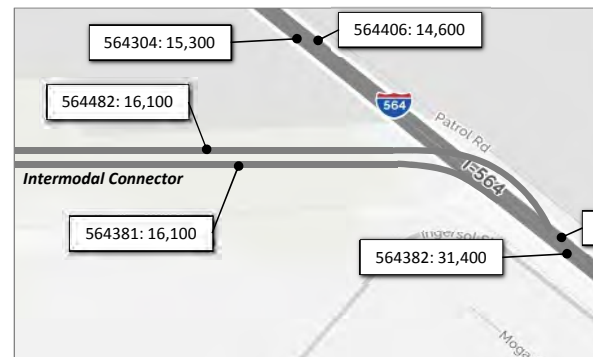 564406: 14,600
564304: 15,300
564482: 16,100
564
Patrol Rd
I-564
Intermodal Connector
564381: 16,100
564382: 31,400